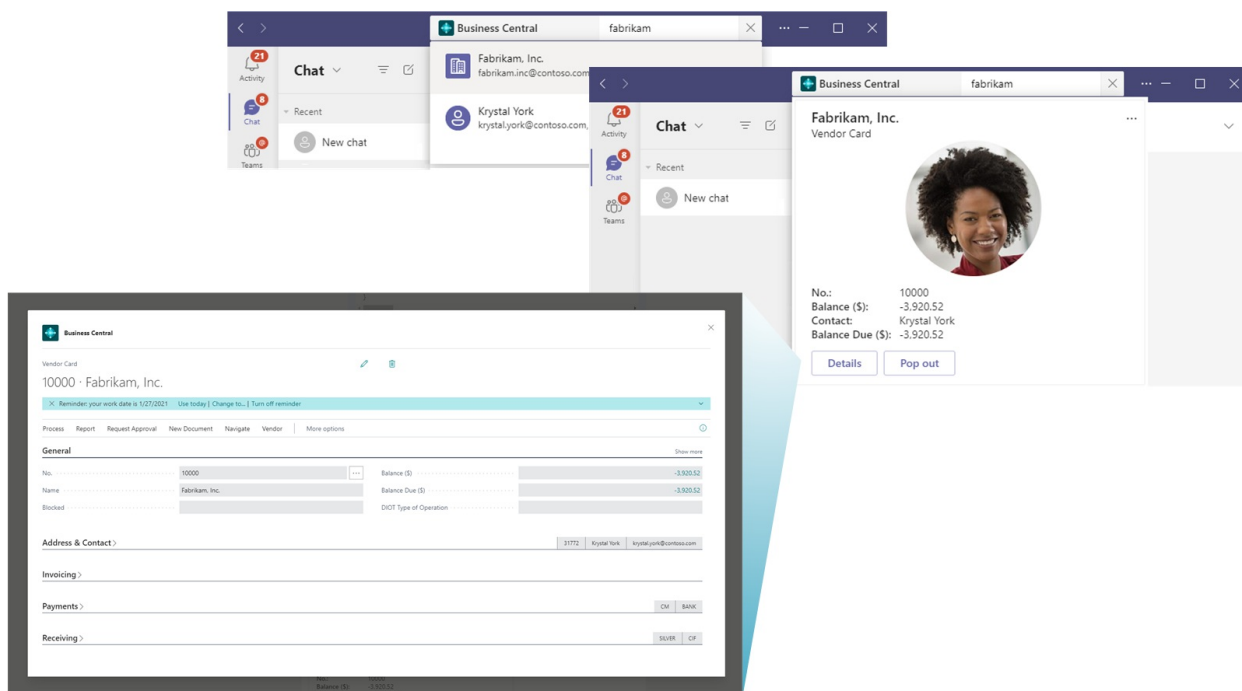 Business Central
fabrikam
21
Activity
Chat
8
Chat
Recent
New chat
@
Teams
Fabrikam, Inc.
fabrikam.inc@contoso.com
Krystal York
krystal.york@contoso.com,
Business Central
fabrikam
21
Activity
Chat
8
Chat
Recent
New chat
@
Teams
Fabrikam, Inc.
Vendor Card
No.: 10000
Balance ($): -3,920.52
Contact: Krystal York
Balance Due ($): -3,920.52
Details Pop out
Business Central
Vendor Card
10000 · Fabrikam, Inc.
Reminder: your work date is 1/27/2021 Use today | Change to... | Turn off reminder
Process Report Request Approval New Document Navigate Vendor More options
General Show more
No. 10000 Balance ($) -3,920.52
Name Fabrikam, Inc. Balance Due ($) -3,920.52
Blocked DIOT Type of Operation
Address & Contact 31772 Krystal York krystal.york@contoso.com
Invoicing
Payments CM BANK
Receiving SILVER CIF
No.: 10000
Balance ($): -3,920.52